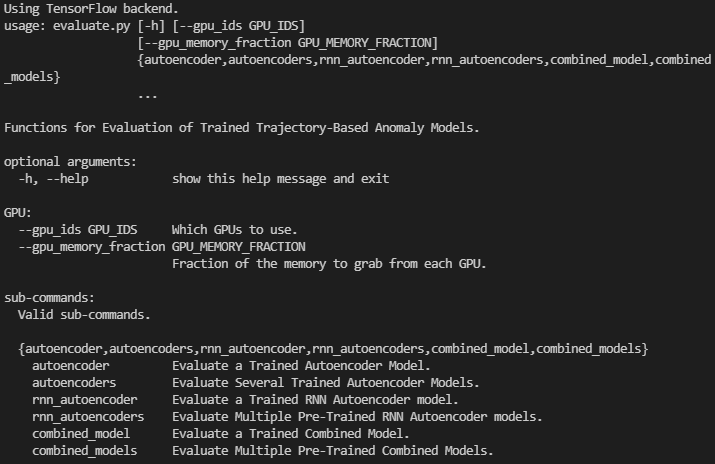 Using TensorFlow backend.
usage: evaluate.py [-h] [--gpu_ids GPU_IDS]
[--gpu_memory_fraction GPU_MEMORY_FRACTION]
{autoencoder,autoencoders,rnn_autoencoder,rnn_autoencoders,combined_model,combined
_models}
...
Functions for Evaluation of Trained Trajectory-Based Anomaly Models.
optional arguments:
-h, --help show this help message and exit
GPU:
--gpu_ids GPU_IDS Which GPUs to use.
--gpu_memory_fraction GPU_MEMORY_FRACTION
Fraction of the memory to grab from each GPU.
sub-commands:
Valid sub-commands.
{autoencoder,autoencoders,rnn_autoencoder,rnn_autoencoders,combined_model,combined_models}
autoencoder Evaluate a Trained Autoencoder Model.
autoencoders Evaluate Several Trained Autoencoder Models.
rnn_autoencoder Evaluate a Trained RNN Autoencoder model.
rnn_autoencoders Evaluate Multiple Pre-Trained RNN Autoencoder models.
combined_model Evaluate a Trained Combined Model.
combined_models Evaluate Multiple Pre-Trained Combined Models.